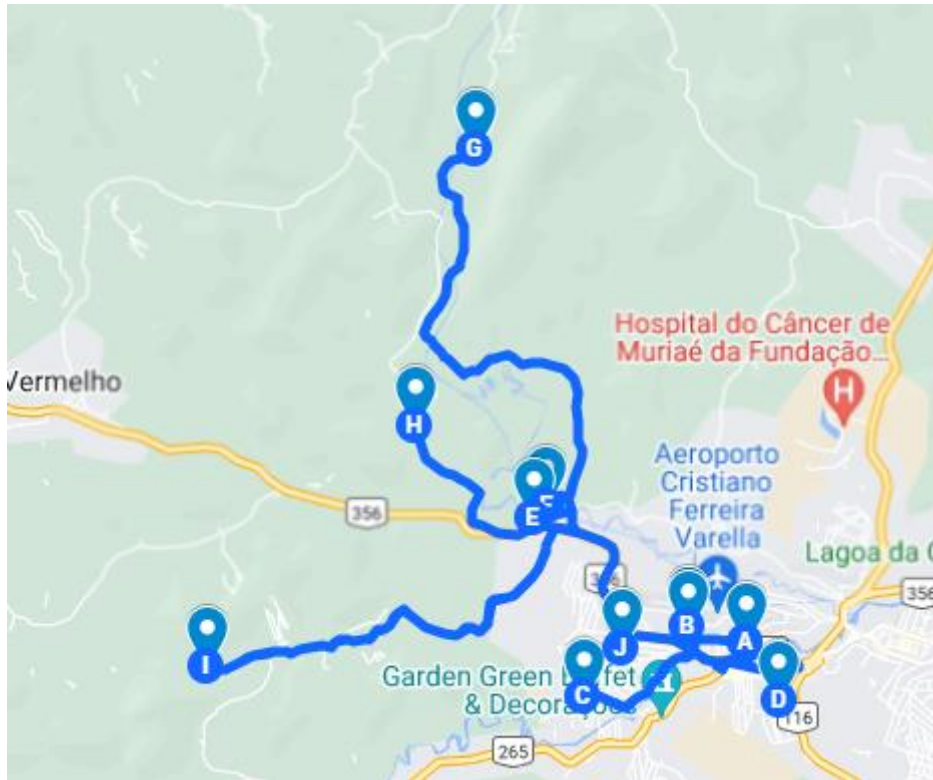 G
Hospital do Câncer de
Muriaé da Fundação...
H
Vermelho
H
356
Aeroporto
Cristiano
Ferreira
Varella
E
Lagoa da
356
B
A
J
I
Garden Green
& Decorações
C
D
116
265